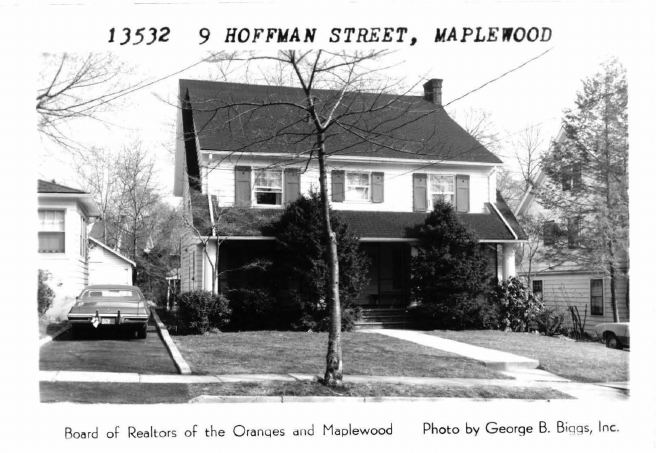 13532 9 HOFFMAN STREET, MAPLEWOOD
Board of Realtors of the Oranges and Maplewood Photo by George B. Biggs, Inc.